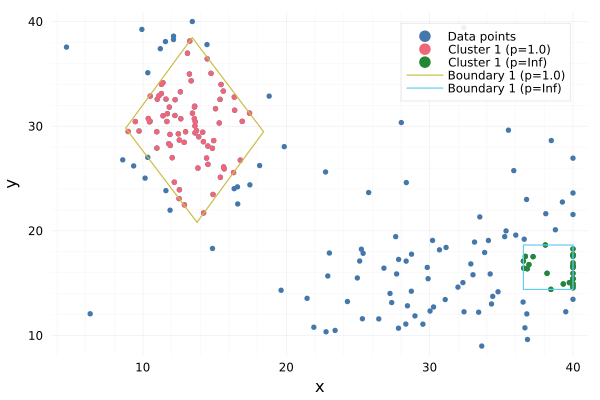 40
30
20
10
y
10
20
30
40
x
Data points
Cluster 1 (p=1.0)
Cluster 1 (p=Inf)
Boundary 1 (p=1.0)
Boundary 1 (p=Inf)